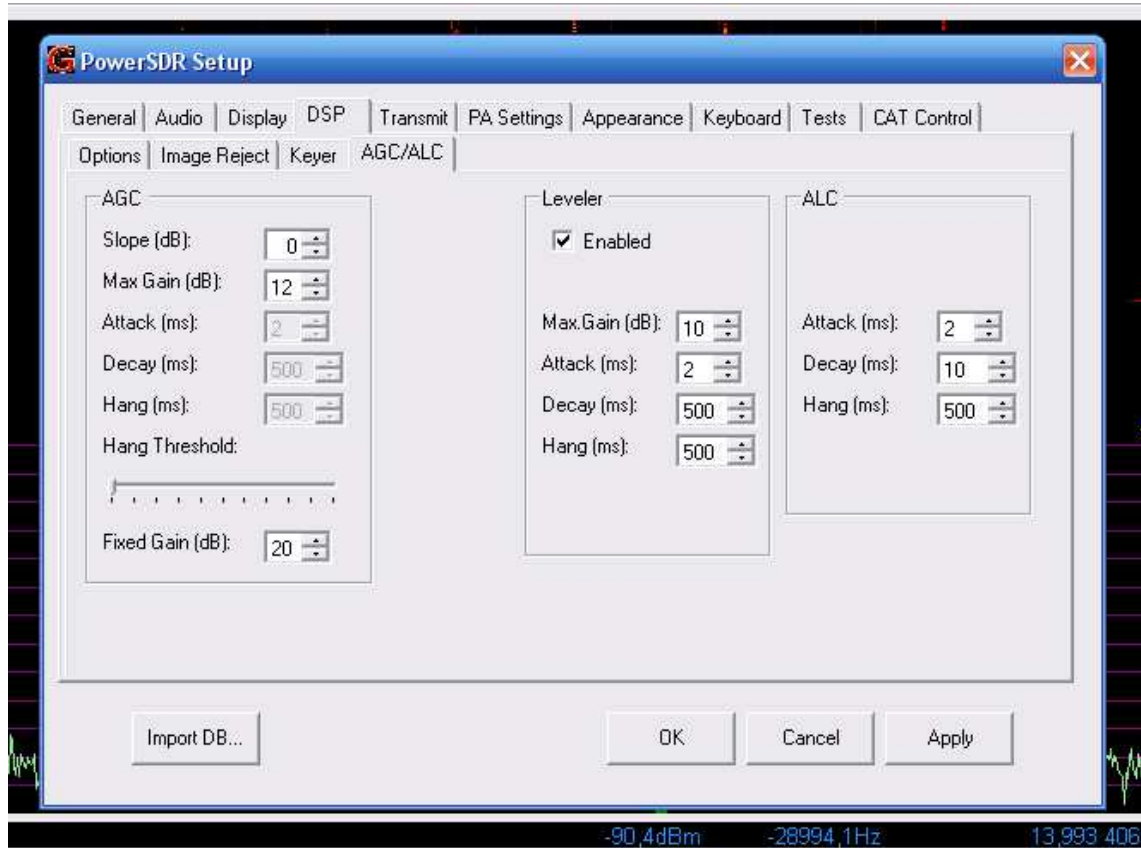 PowerSDR Setup
General Audio Display DSP Transmit PA Settings Appearance Keyboard Tests CAT Control
Options Image Reject Keyer AGC/ALC
AGC
Slope (dB): 0
Max Gain (dB): 12
Attack (ms): 2
Decay (ms): 500
Hang (ms): 500
Hang Threshold:
Fixed Gain (dB): 20
Leveler
Enabled
Max.Gain (dB): 10
Attack (ms): 2
Decay (ms): 500
Hang (ms): 500
ALC
Attack (ms): 2
Decay (ms): 10
Hang (ms): 500
Import DB... OK Cancel Apply
-90,4dBm -28994,1Hz 13,993 406